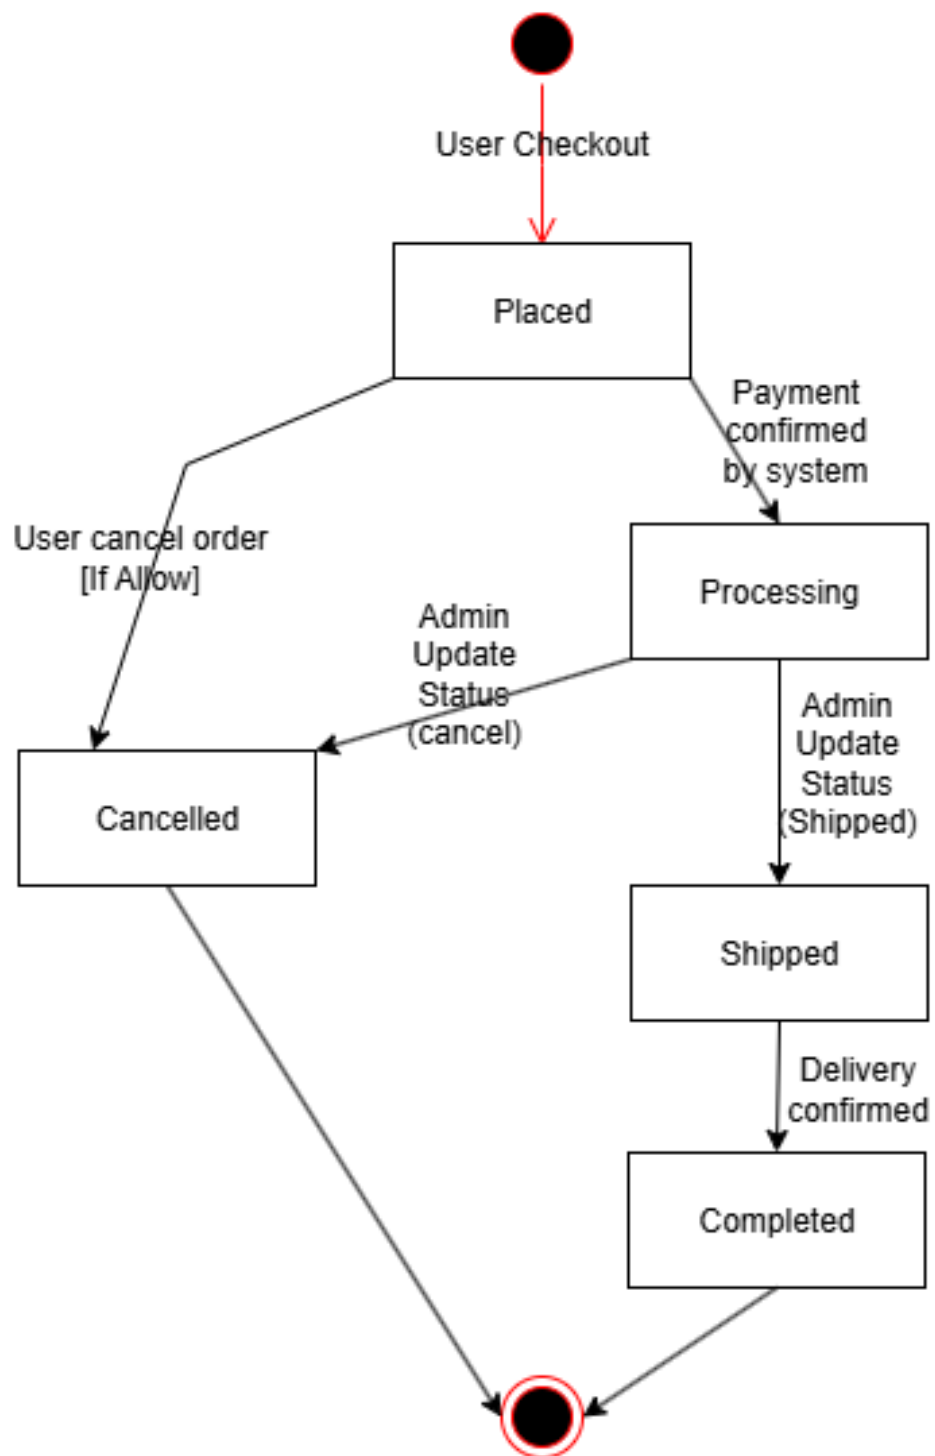 User Checkout
Placed
Payment
confirmed
by system
User cancel order
[If Allow]
Processing
Admin
Update
Status
(cancel)
Admin
Update
Status
(Shipped)
Cancelled
Shipped
Delivery
confirmed
Completed